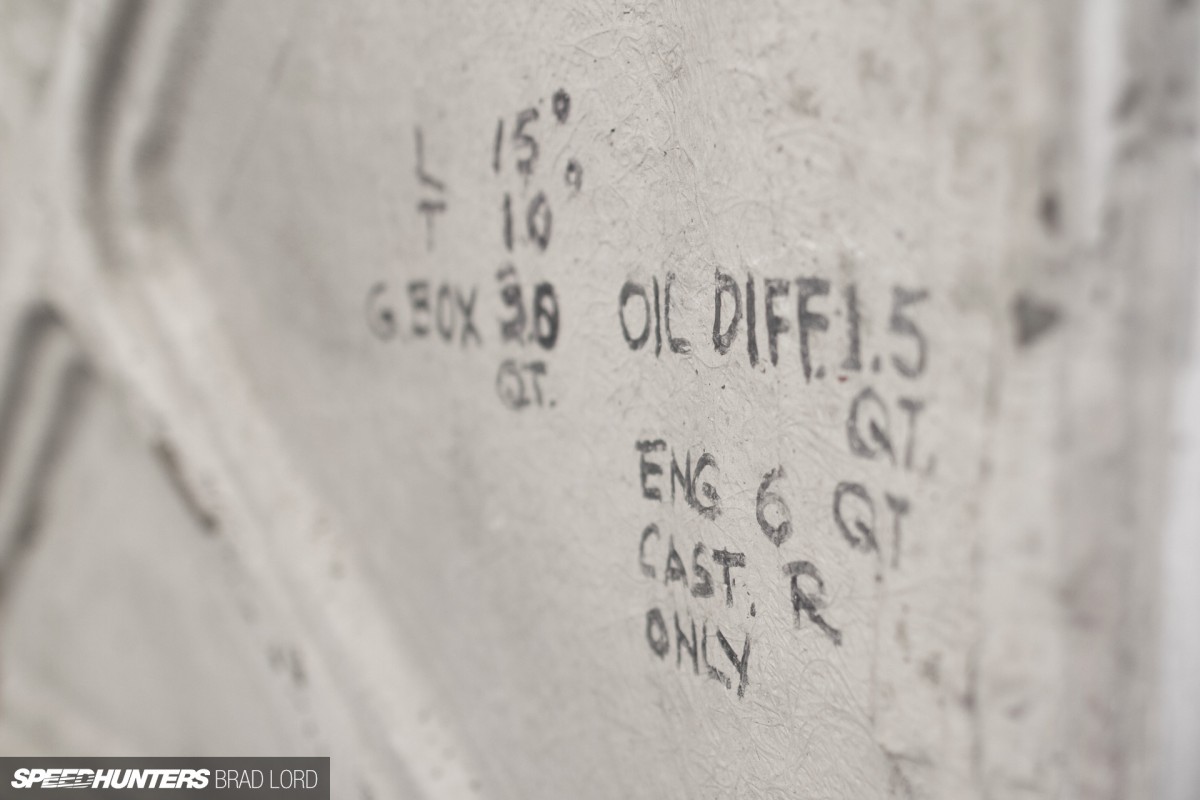 L 15°
T 10°
G.BOX QT.
OIL DIFF. 1.5 QT.
ENG 6 QT
CAST. R
ONLY
SPEEDHUNTERS BRAD LORD